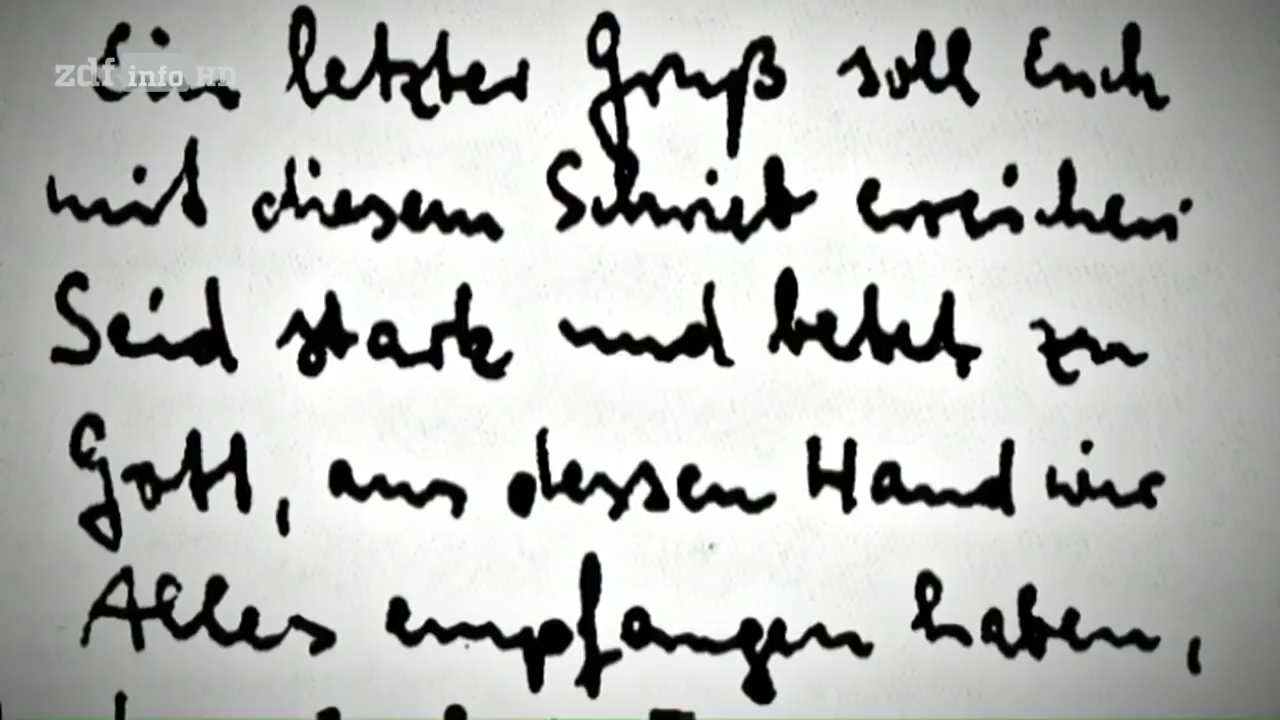 zdf info HD
Ein letzter Gruß soll Euch
mit diesem Schrieb erreichen
Seid stark und betet zu
Gott, aus dessen Hand wir
Alles empfangen haben,